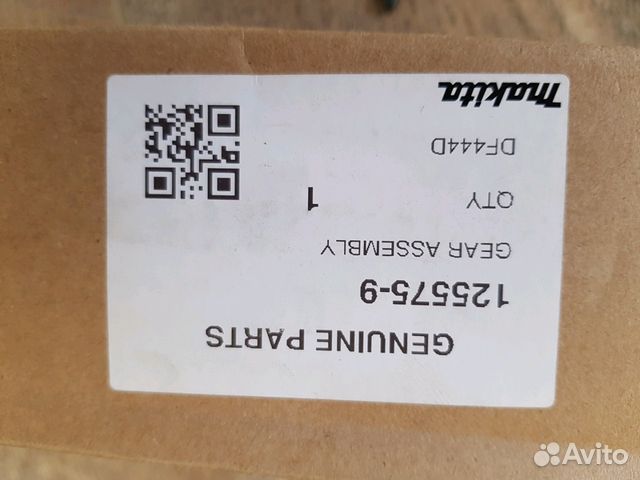 GENUINE PARTS
125575-9
GEAR ASSEMBLY
QTY 1
DF444D
makita
Avito